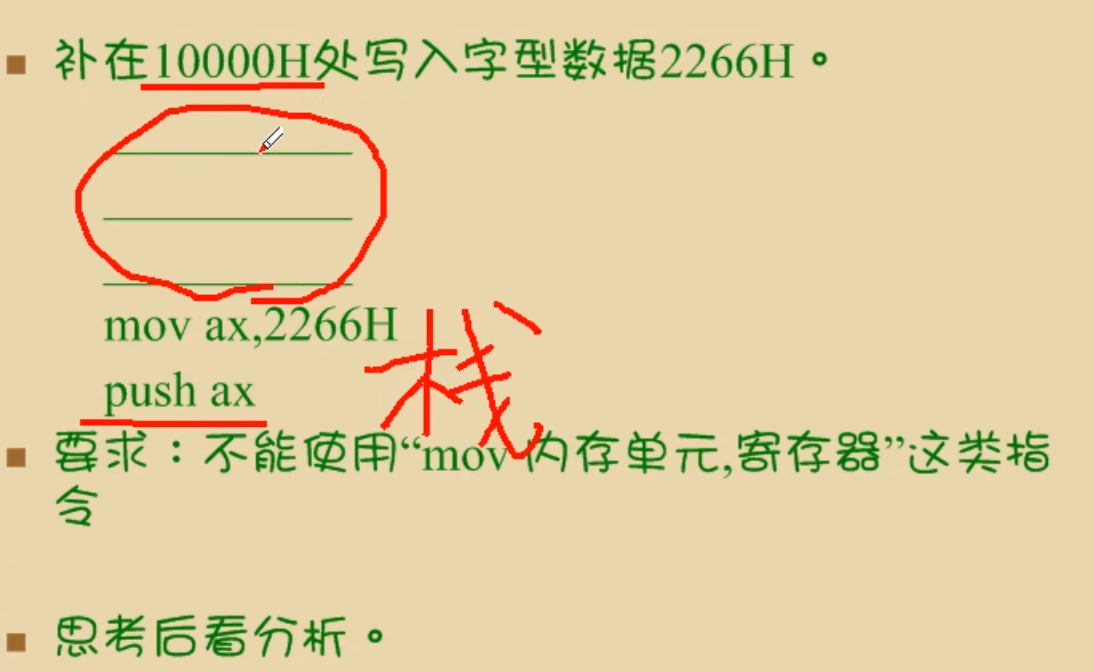 补在10000H处写入字型数据2266H。
mov ax,2266H
栈
push ax
要求：不能使用“mov 内存单元,寄存器”这类指
令
思考后看分析。